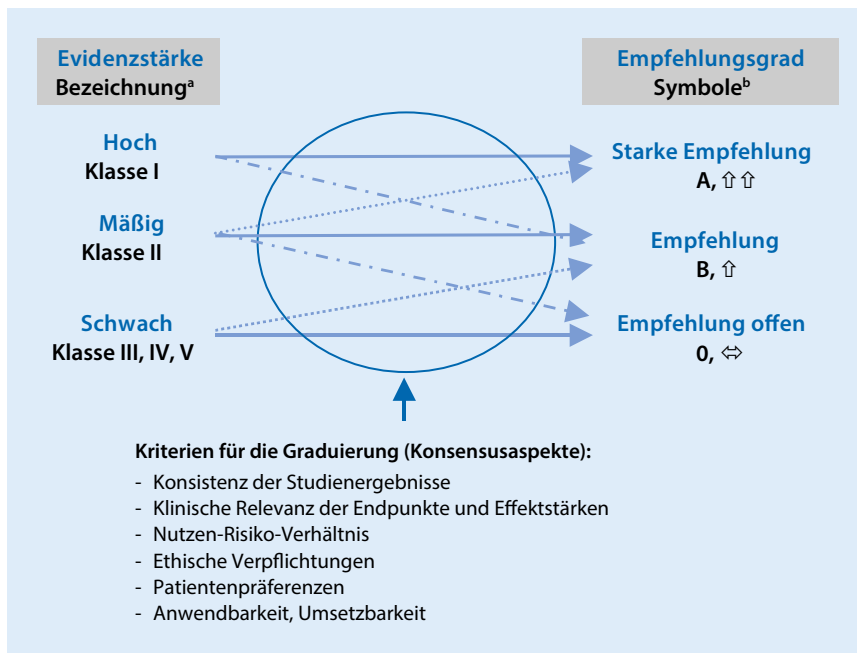 Evidenzstärke
Bezeichnungᵃ
Empfehlungsgrad
Symboleᵇ
Hoch
Klasse I
Starke Empfehlung
A, ⇧⇧
Mäßig
Klasse II
Empfehlung
B, ⇧
Schwach
Klasse III, IV, V
Empfehlung offen
0, ⬄
Kriterien für die Graduierung (Konsensusaspekte):
- Konsistenz der Studienergebnisse
- Klinische Relevanz der Endpunkte und Effektstärken
- Nutzen-Risiko-Verhältnis
- Ethische Verpflichtungen
- Patientenpräferenzen
- Anwendbarkeit, Umsetzbarkeit